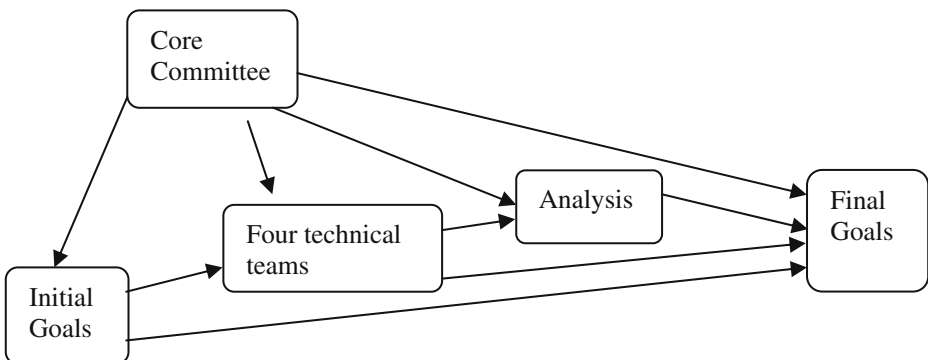 Core
Committee
Analysis
Final
Goals
Four technical
teams
Initial
Goals